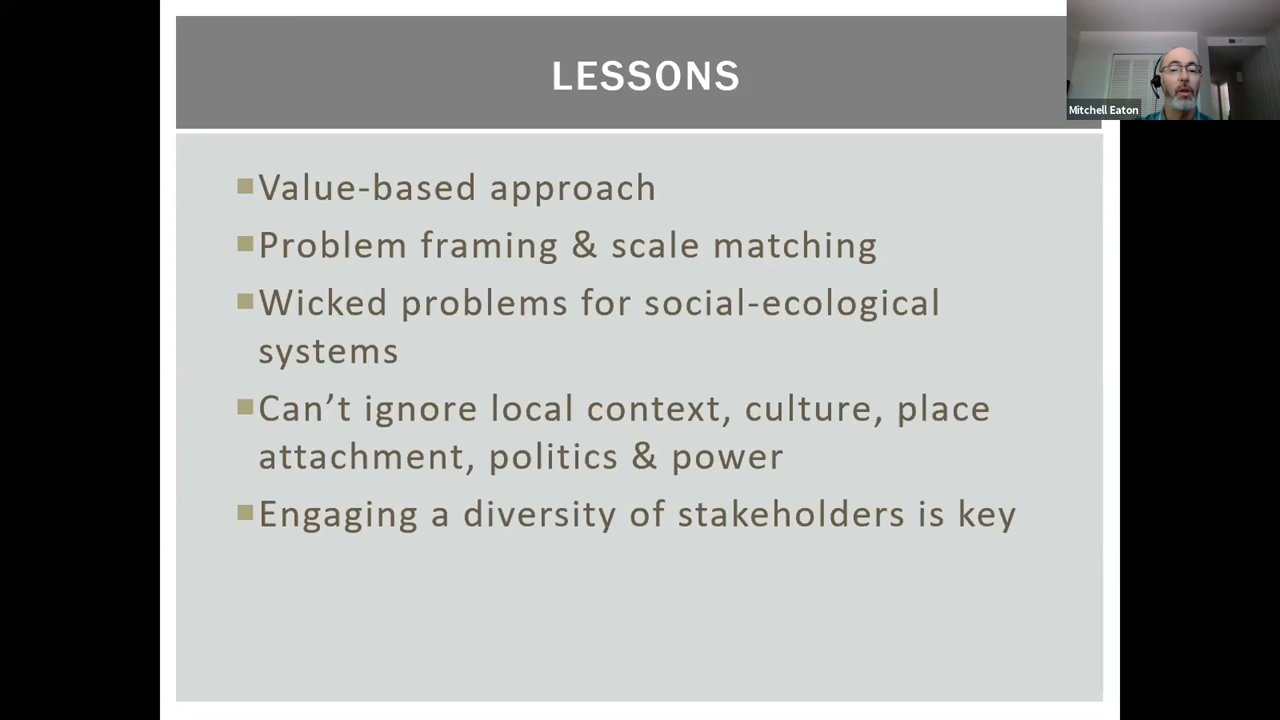 LESSONS
Mitchell Eaton
Value-based approach
Problem framing & scale matching
Wicked problems for social-ecological
systems
Can’t ignore local context, culture, place
attachment, politics & power
Engaging a diversity of stakeholders is key